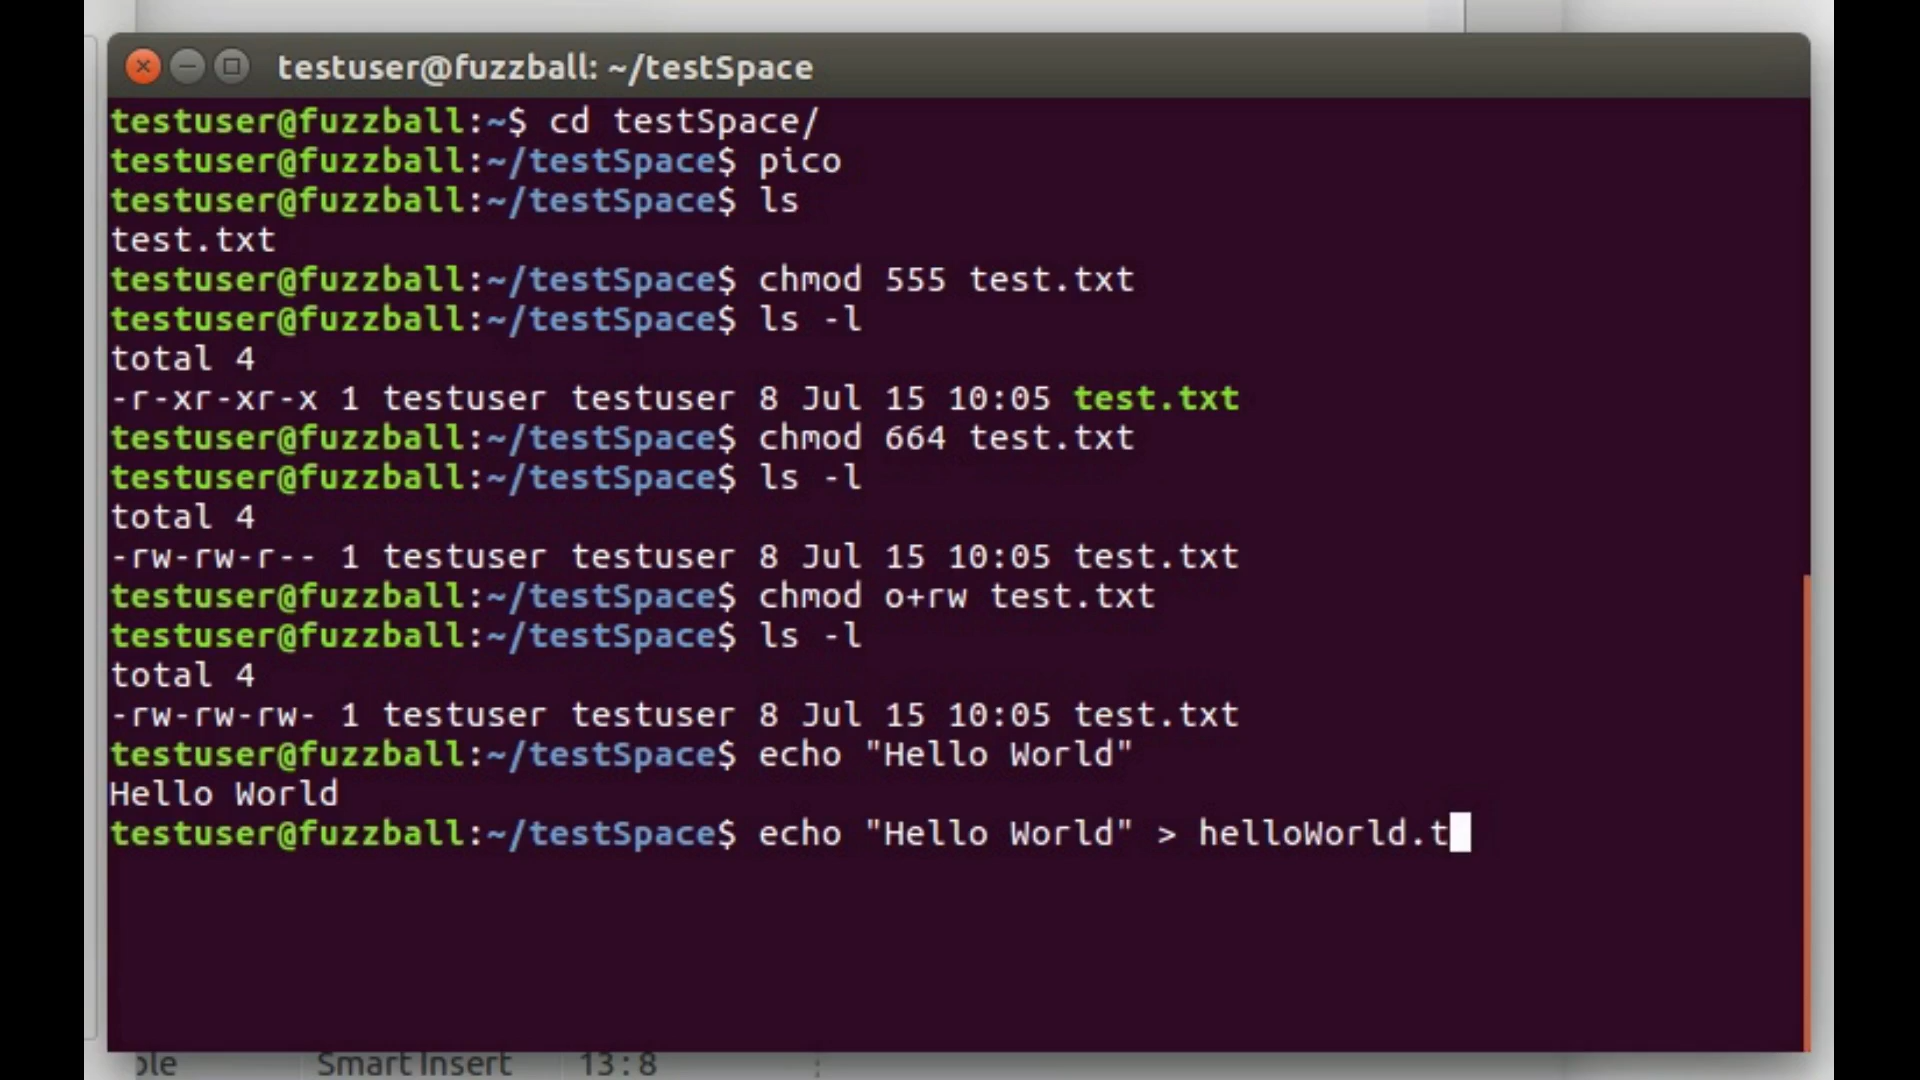 testuser@fuzzball: ~/testSpace
testuser@fuzzball:~$ cd testSpace/
testuser@fuzzball:~/testSpace$ pico
testuser@fuzzball:~/testSpace$ ls
test.txt
testuser@fuzzball:~/testSpace$ chmod 555 test.txt
testuser@fuzzball:~/testSpace$ ls -l
total 4
-r-xr-xr-x 1 testuser testuser 8 Jul 15 10:05 test.txt
testuser@fuzzball:~/testSpace$ chmod 664 test.txt
testuser@fuzzball:~/testSpace$ ls -l
total 4
-rw-rw-r-- 1 testuser testuser 8 Jul 15 10:05 test.txt
testuser@fuzzball:~/testSpace$ chmod o+rw test.txt
testuser@fuzzball:~/testSpace$ ls -l
total 4
-rw-rw-rw- 1 testuser testuser 8 Jul 15 10:05 test.txt
testuser@fuzzball:~/testSpace$ echo "Hello World"
Hello World
testuser@fuzzball:~/testSpace$ echo "Hello World" > helloWorld.t
Smart Insert 13:8